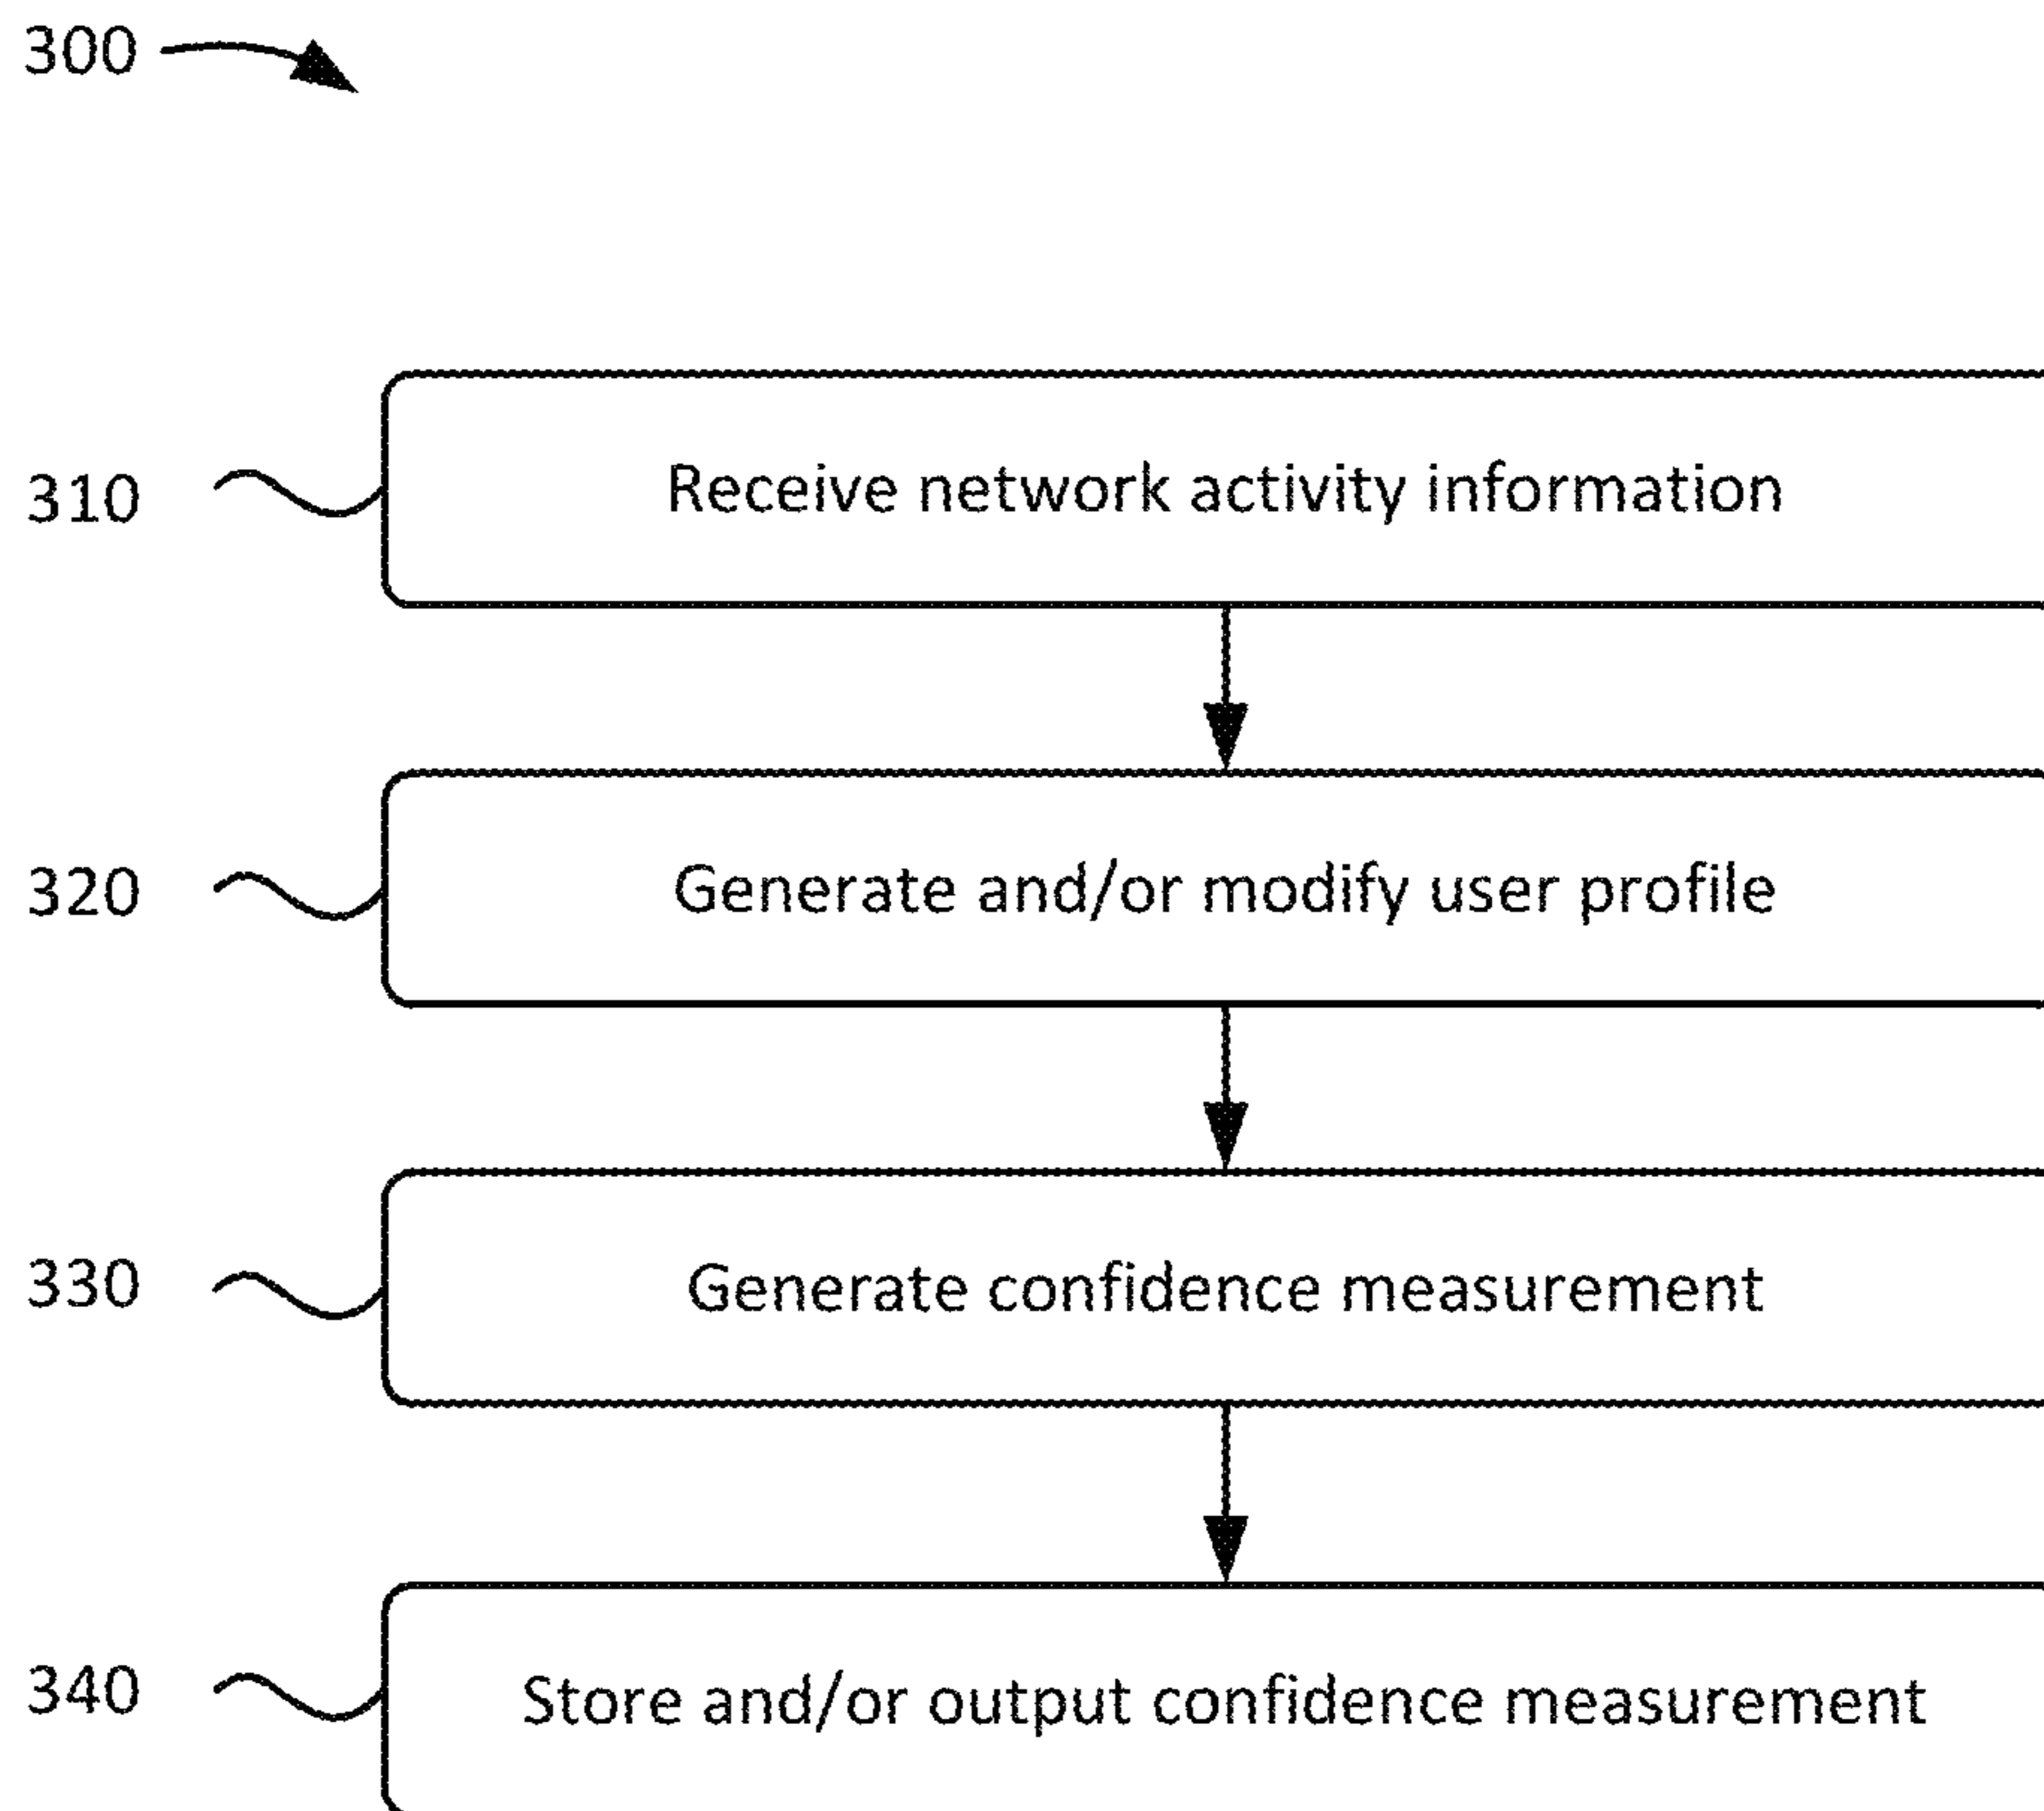 300
310 Receive network activity information
320 Generate and/or modify user profile
330 Generate confidence measurement
340 Store and/or output confidence measurement